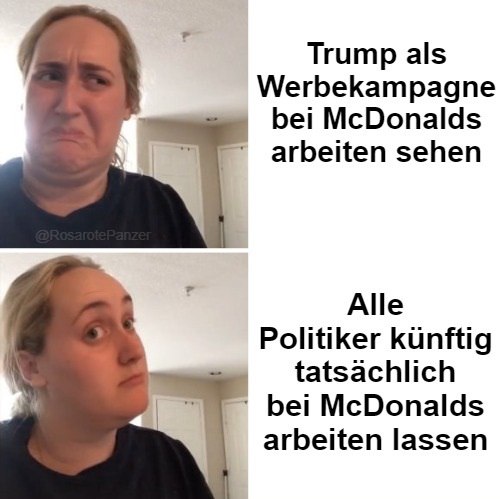 Trump als
Werbekampagne
bei McDonalds
arbeiten sehen
@RosarotePanzer
Alle
Politiker künftig
tatsächlich
bei McDonalds
arbeiten lassen